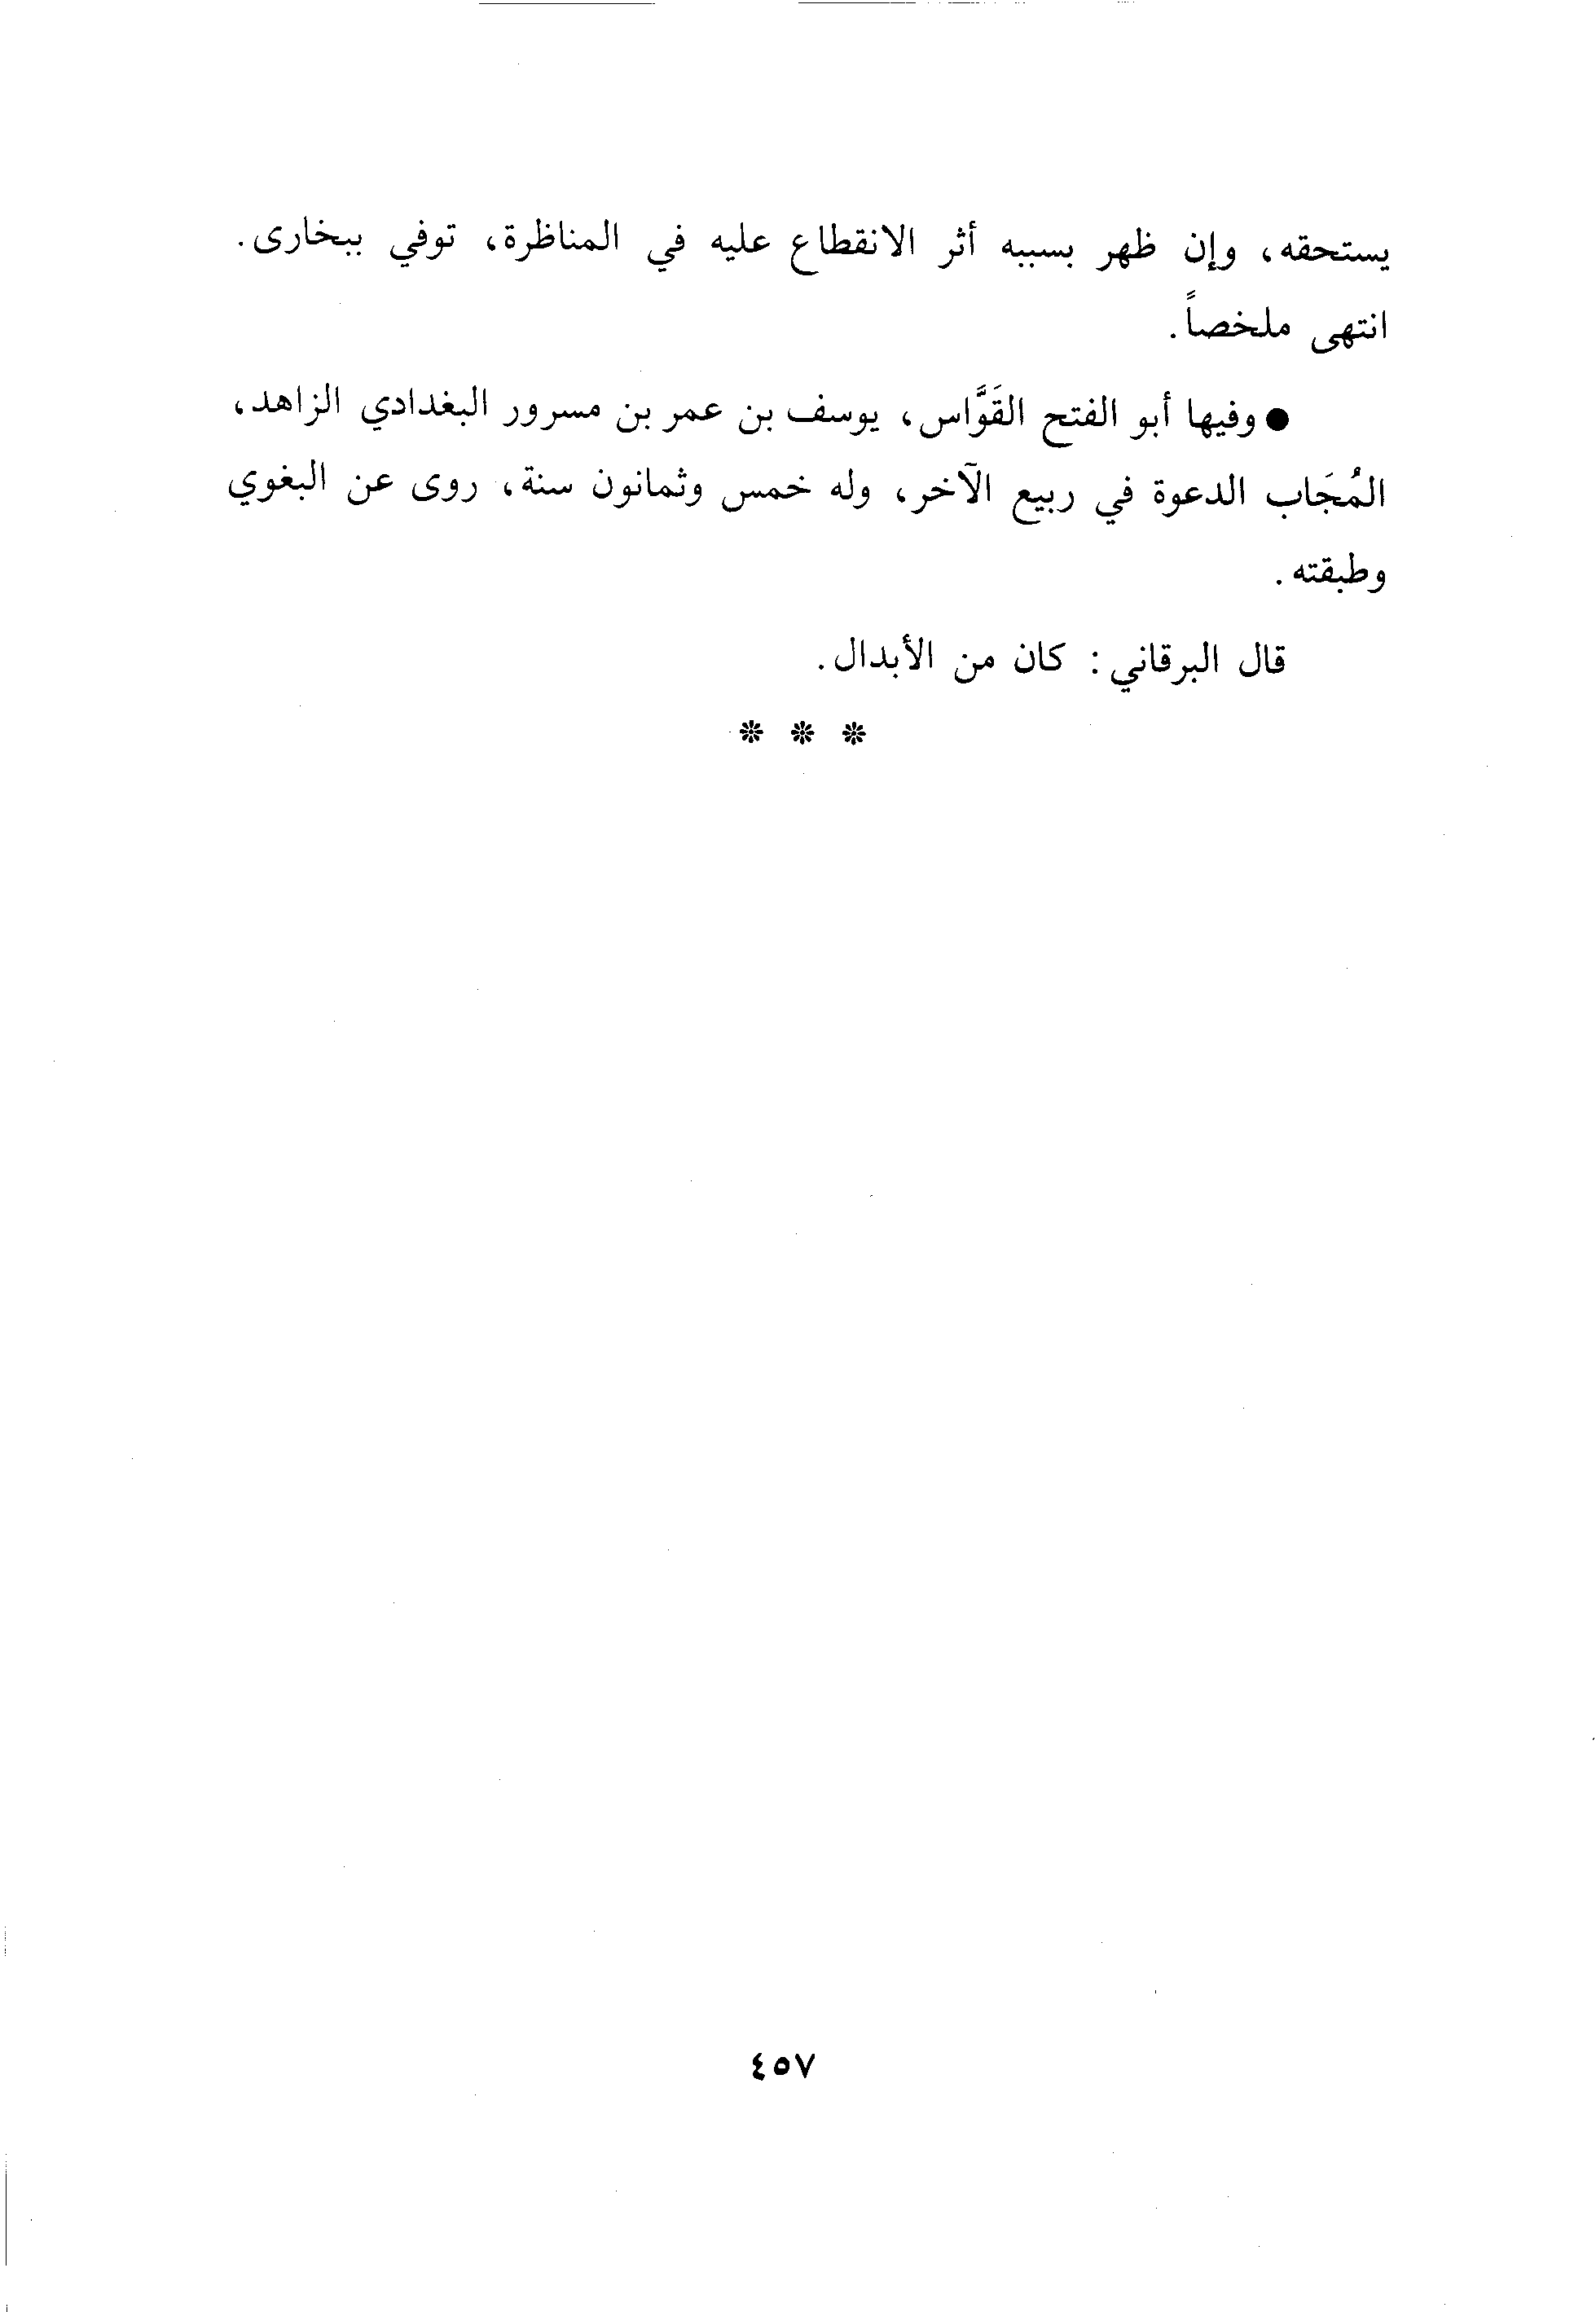 يستحقه، وإن ظهر بسببه أثر الانقطاع عليه في المناظرة، توفي ببخارى.
انتهى ملخصاً.
● وفيها أبو الفتح القَوَّاس، يوسف بن عمر بن مسرور البغدادي الزاهد،
المُجَاب الدعوة في ربيع الآخر، وله خمس وثمانون سنة، روى عن البغوي
وطبقته.
قال البرقاني: كان من الأبدال.
* * *
٤٥٧